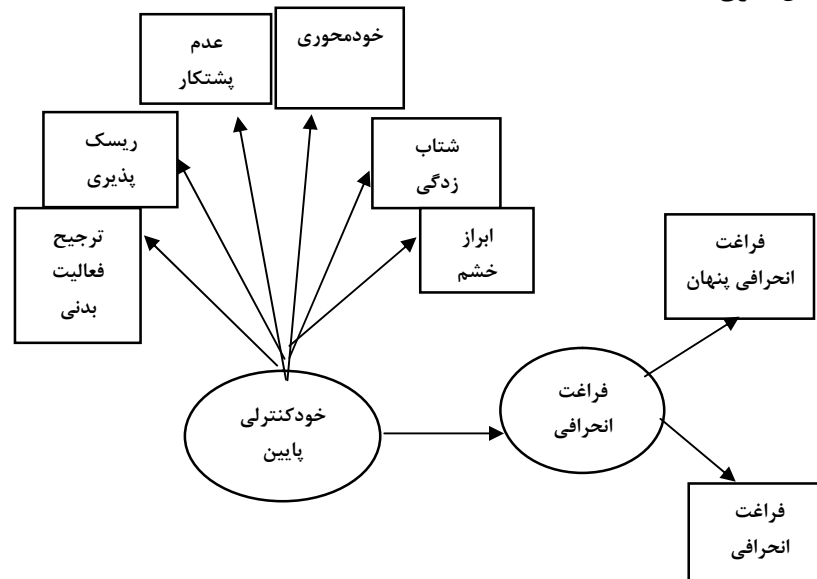 عدم
پشتکار
خودمحوری
ریسک
پذیری
شتاب
زدگی
ترجیح
فعالیت
بدنی
ابراز
خشم
فراغت
انحرافی پنهان
خودکنترلی
پایین
فراغت
انحرافی
فراغت
انحرافی